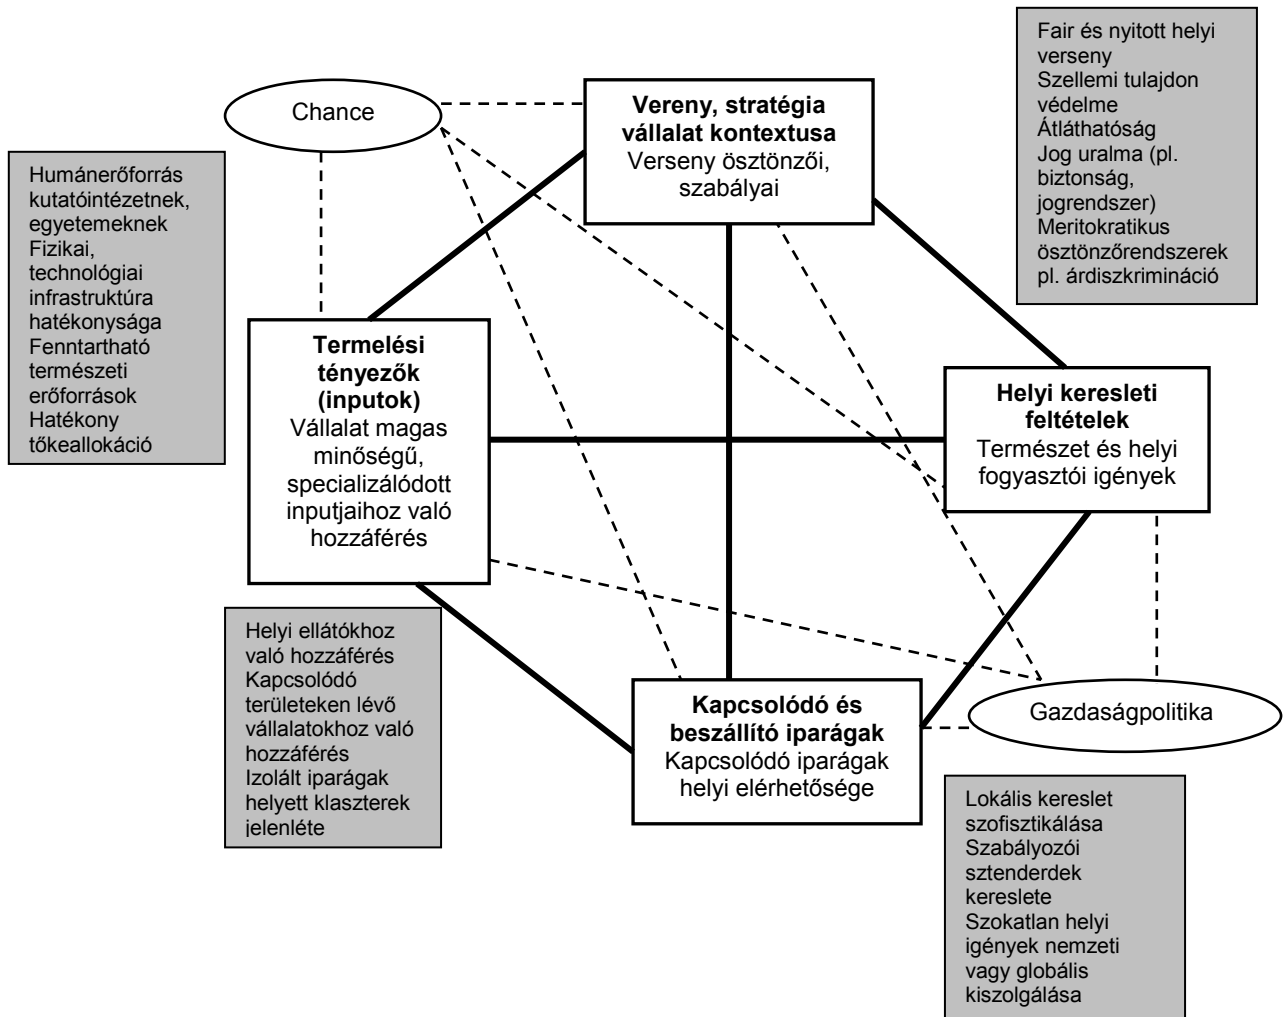 Fair és nyitott helyi
verseny
Szellemi tulajdon
védelme
Átláthatóság
Jog uralma (pl.
biztonság,
jogrendszer)
Meritokratikus
ösztönzőrendszerek
pl. árdiszkrimináció
Chance
Vereny, stratégia
vállalat kontextusa
Verseny ösztönzői,
szabályai
Humánerőforrás
kutatóintézetnek,
egyetemeknek
Fizikai,
technológiai
infrastruktúra
hatékonysága
Fenntartható
természeti
erőforrások
Hatékony
tőkeallokáció
Termelési
tényezők
(inputok)
Vállalat magas
minőségű,
specializálódott
inputjaihoz való
hozzáférés
Helyi keresleti
feltételek
Természet és helyi
fogyasztói igények
Helyi ellátókhoz
való hozzáférés
Kapcsolódó
területeken lévő
vállalatokhoz való
hozzáférés
Izolált iparágak
helyett klaszterek
jelenléte
Kapcsolódó és
beszállító iparágak
Kapcsolódó iparágak
helyi elérhetősége
Gazdaságpolitika
Lokális kereslet
szofisztikálása
Szabályozói
sztenderdek
kereslete
Szokatlan helyi
igények nemzeti
vagy globális
kiszolgálása